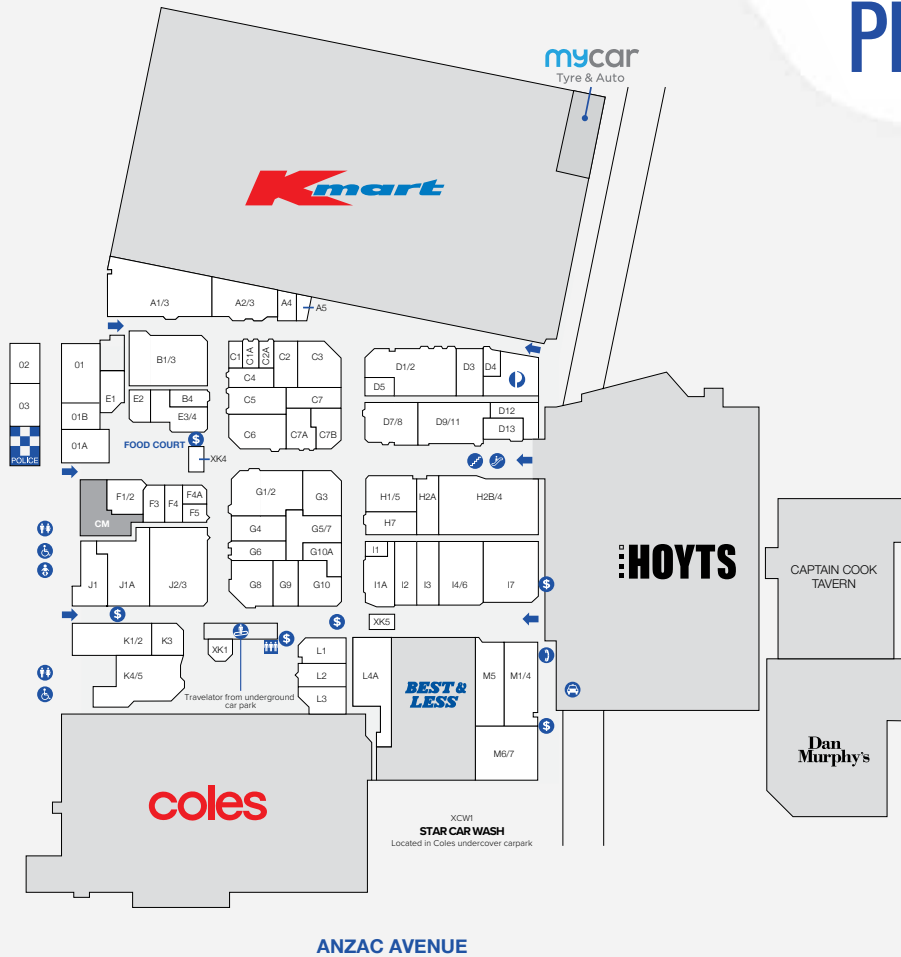 PL
mycar
Tyre & Auto
Kmart
A1/3
A2/3
A4
A5
02
03
POLICE
01
01B
01A
E1
B1/3
E2
B4
E3/4
C1
C1A
C2A
C2
C3
C4
C5
C7
C6
C7A
C7B
D1/2
D3
D4
D5
D7/8
D9/11
D12
D13
FOOD COURT
$
XK4
F1/2
CM
F3
F4
F4A
F5
G1/2
G3
G4
G5/7
G6
G10A
G8
G9
G10
H1/5
H2A
H2B/4
H7
J1
J1A
J2/3
$
I1
I1A
I2
I3
I4/6
I7
$
HOYTS
CAPTAIN COOK
TAVERN
K1/2
K3
K4/5
XK1
$
$
XK5
L1
L2
L3
L4A
Travelator from underground
car park
BEST &
LESS
M5
M1/4
$
M6/7
Dan
Murphy's
coles
XCW1
STAR CAR WASH
Located in Coles undercover carpark
ANZAC AVENUE